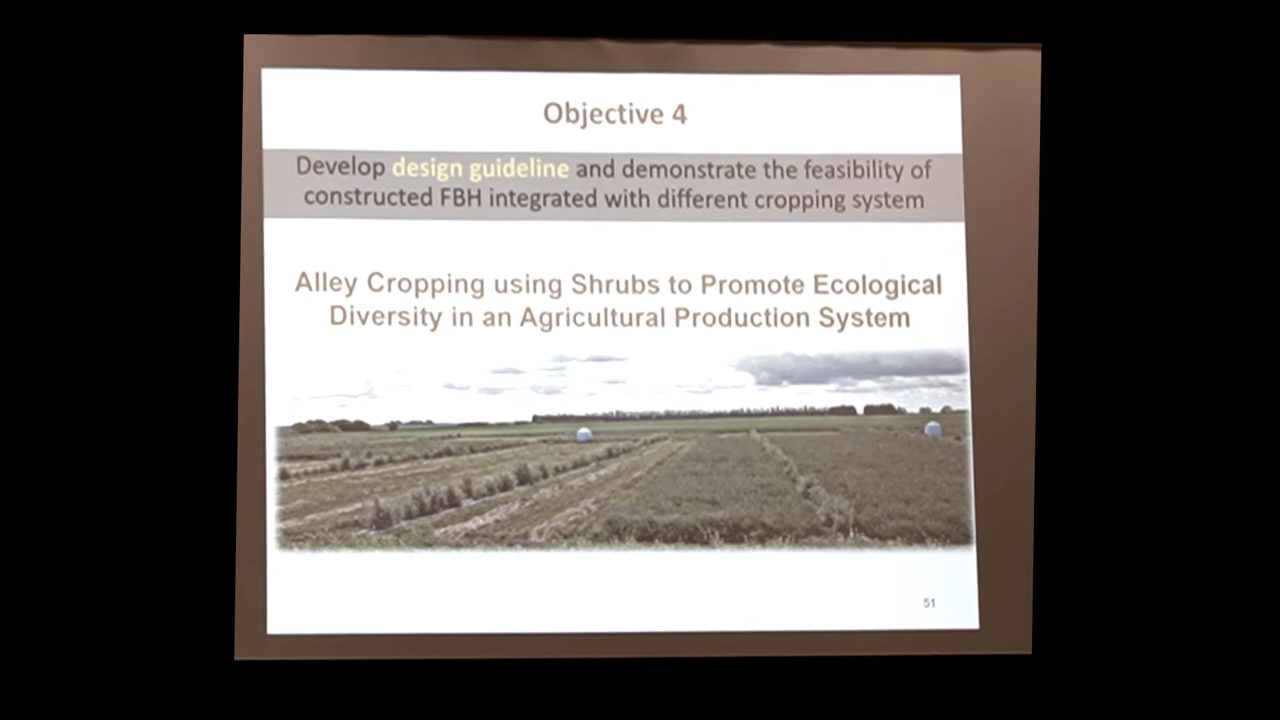 Objective 4
Develop design guideline and demonstrate the feasibility of
constructed FBH integrated with different cropping system
Alley Cropping using Shrubs to Promote Ecological
Diversity in an Agricultural Production System
51